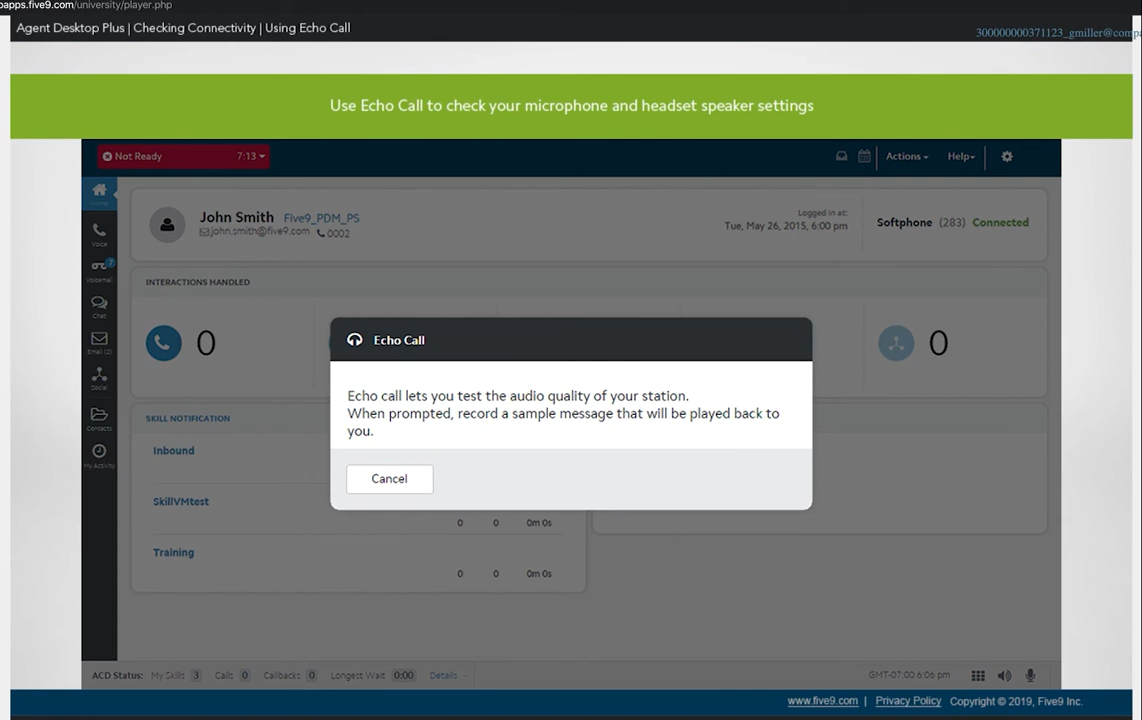 oapps.five9.com/university/player.php
Agent Desktop Plus | Checking Connectivity | Using Echo Call
300000000371123_gmiller@compa
Use Echo Call to check your microphone and headset speaker settings
Not Ready 7:13
Actions Help
Home
John Smith Five9_PDM_PS
john.smith@five9.com 0002
Logged in at:
Tue, May 26, 2015, 6:00 pm
Softphone (283) Connected
Voice
7
Voicemail
Chat
Email (2)
Social
Contacts
My Activity
INTERACTIONS HANDLED
0
0
Echo Call
Echo call lets you test the audio quality of your station.
When prompted, record a sample message that will be played back to
you.
Cancel
SKILL NOTIFICATION
Inbound
SkillVMtest
0 0 0m 0s
Training
0 0 0m 0s
ACD Status: My Skills 3 Calls 0 Callbacks 0 Longest Wait 0:00 Details
GMT-07:00 6:06 pm
www.five9.com | Privacy Policy Copyright © 2019, Five9 Inc.